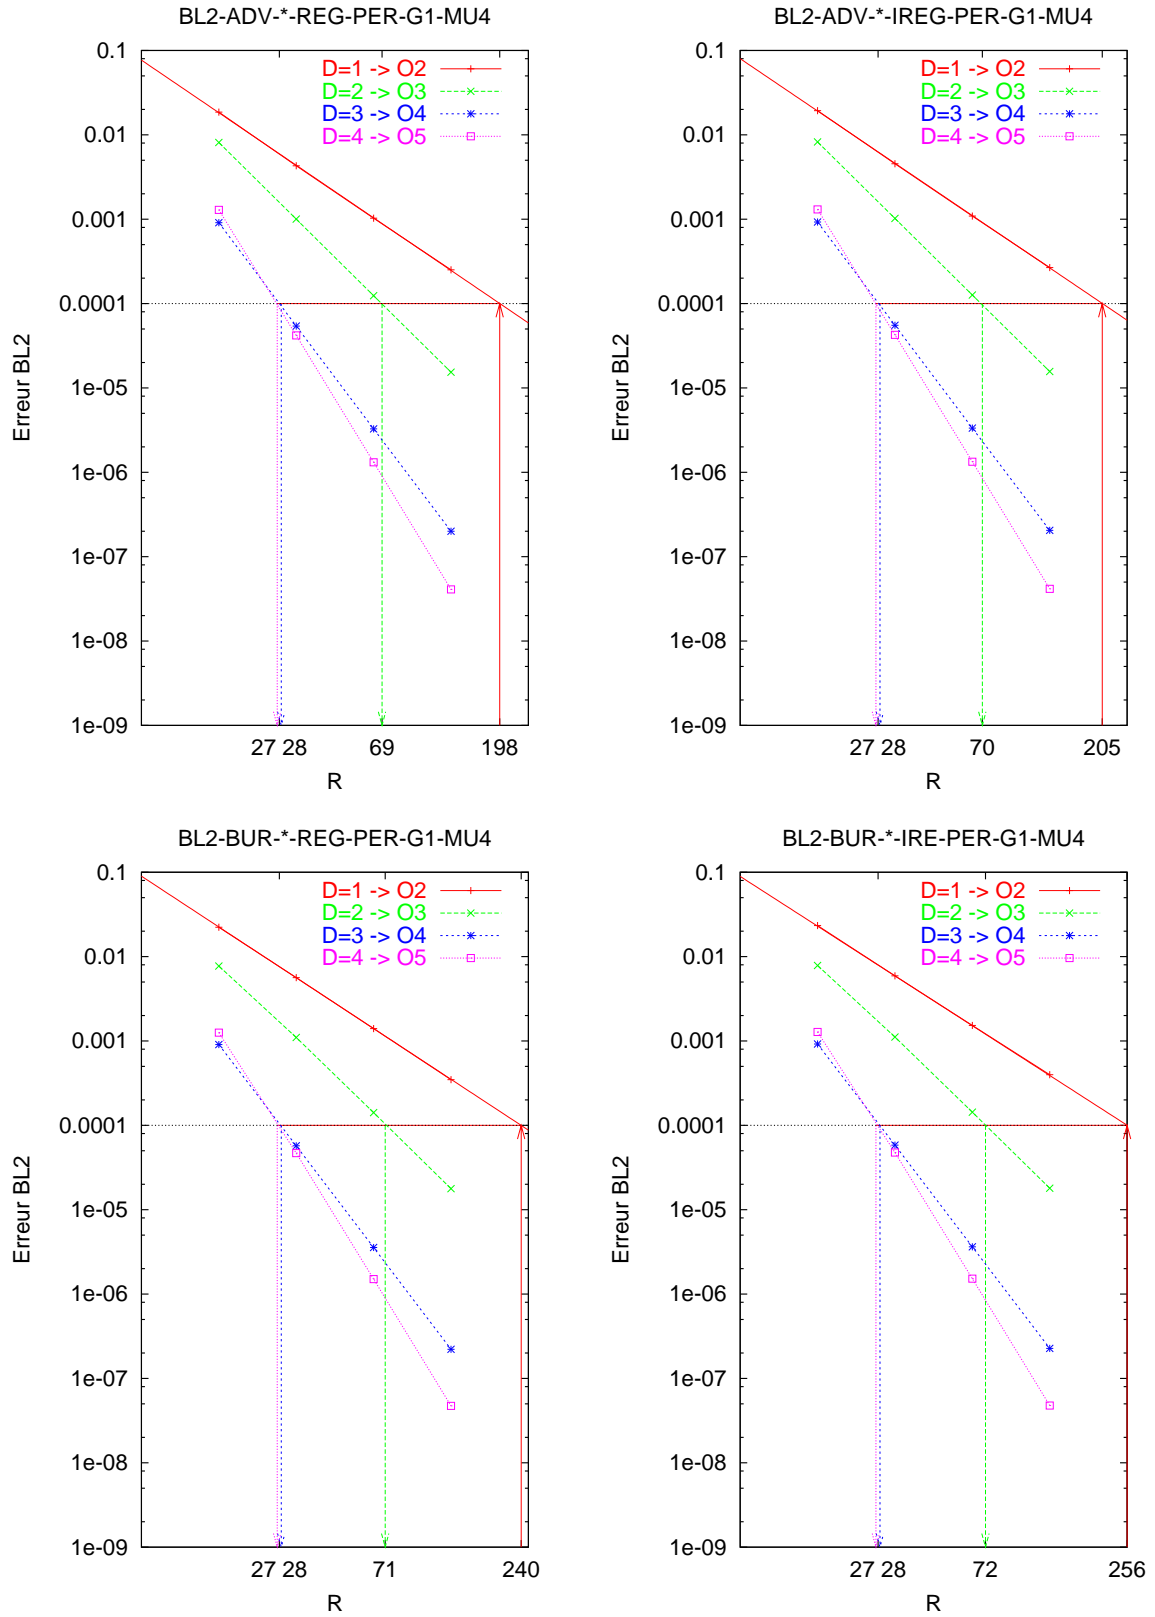 BL2-ADV-*-REG-PER-G1-MU4
0.1
0.01
0.001
0.0001
1e-05
1e-06
1e-07
1e-08
1e-09
Erreur BL2
D=1 -> O2
D=2 -> O3
D=3 -> O4
D=4 -> O5
27 28 69 198
R
BL2-ADV-*-IREG-PER-G1-MU4
0.1
0.01
0.001
0.0001
1e-05
1e-06
1e-07
1e-08
1e-09
Erreur BL2
D=1 -> O2
D=2 -> O3
D=3 -> O4
D=4 -> O5
27 28 70 205
R
BL2-BUR-*-REG-PER-G1-MU4
0.1
0.01
0.001
0.0001
1e-05
1e-06
1e-07
1e-08
1e-09
Erreur BL2
D=1 -> O2
D=2 -> O3
D=3 -> O4
D=4 -> O5
27 28 71 240
R
BL2-BUR-*-IRE-PER-G1-MU4
0.1
0.01
0.001
0.0001
1e-05
1e-06
1e-07
1e-08
1e-09
Erreur BL2
D=1 -> O2
D=2 -> O3
D=3 -> O4
D=4 -> O5
27 28 72 256
R